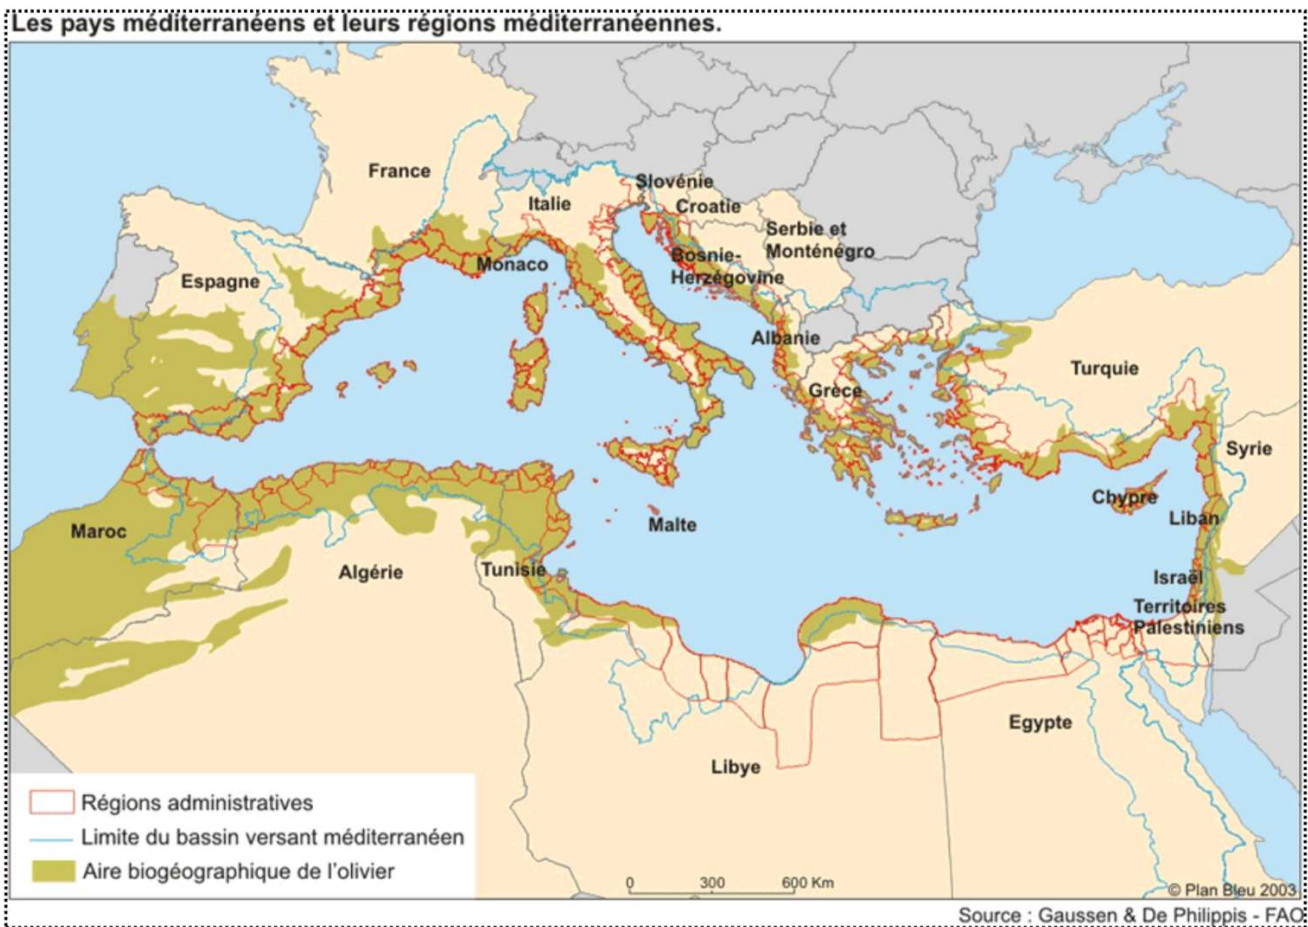 Les pays méditerranéens et leurs régions méditerranéennes.
France
Slovénie
Italie
Croatie
Serbie et
Monténégro
Bosnie-
Herzégovine
Monaco
Espagne
Albanie
Grèce
Turquie
Syrie
Chypre
Liban
Maroc
Malte
Algérie
Tunisie
Israël
Territoires
Palestiniens
Egypte
Libye
Régions administratives
Limite du bassin versant méditerranéen
Aire biogéographique de l'olivier
0 300 600 Km
© Plan Bleu 2003
Source : Gaussen & De Philippis - FAO